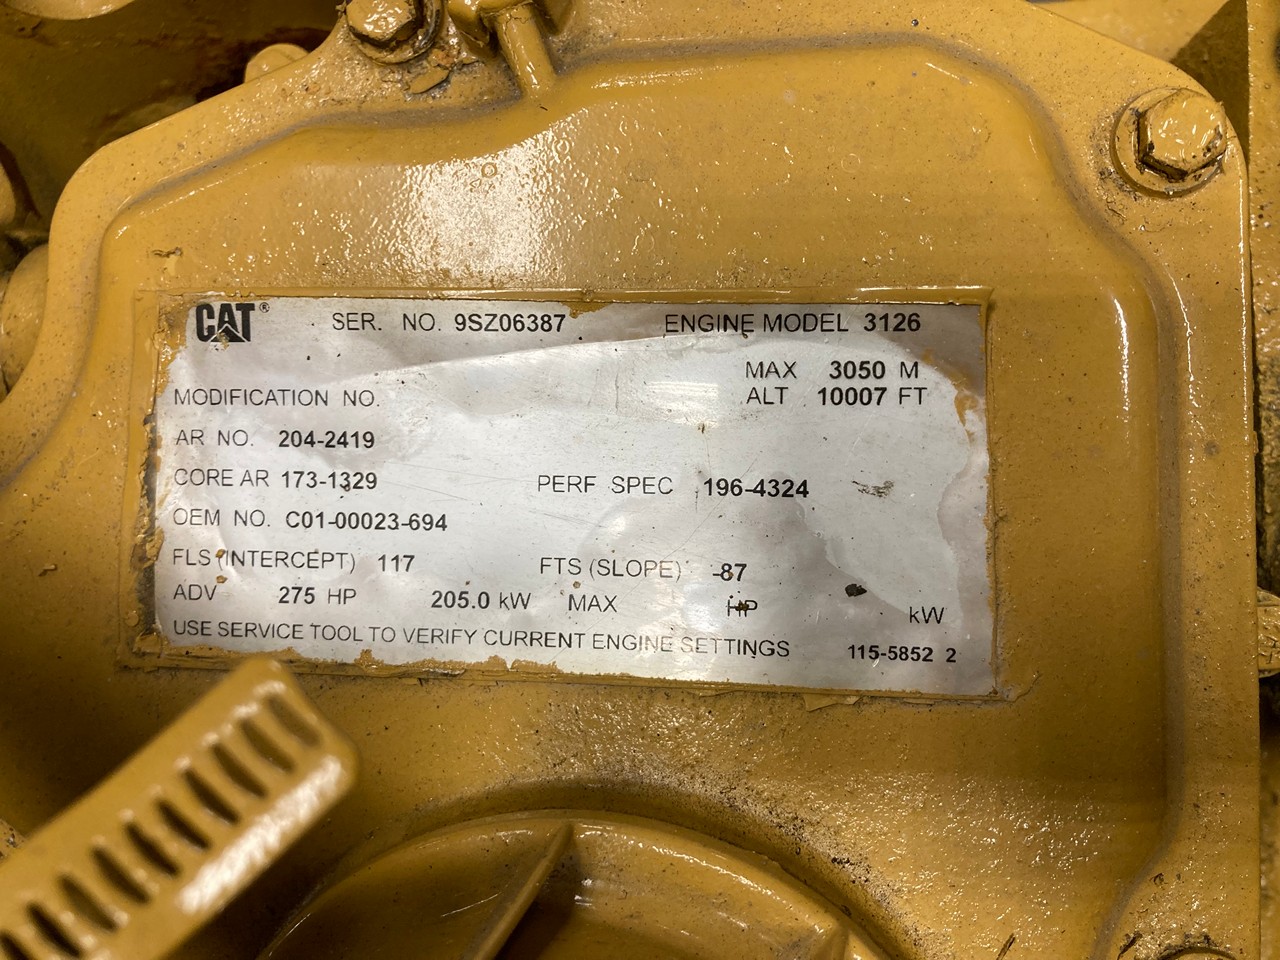 CAT® SER. NO. 9SZ06387 ENGINE MODEL 3126
MAX 3050 M
MODIFICATION NO. ALT 10007 FT
AR NO. 204-2419
CORE AR 173-1329 PERF SPEC 196-4324
OEM NO. C01-00023-694
FLS (INTERCEPT) 117 FTS (SLOPE) -87
ADV 275 HP 205.0 kW MAX HP kW
USE SERVICE TOOL TO VERIFY CURRENT ENGINE SETTINGS 115-5852 2